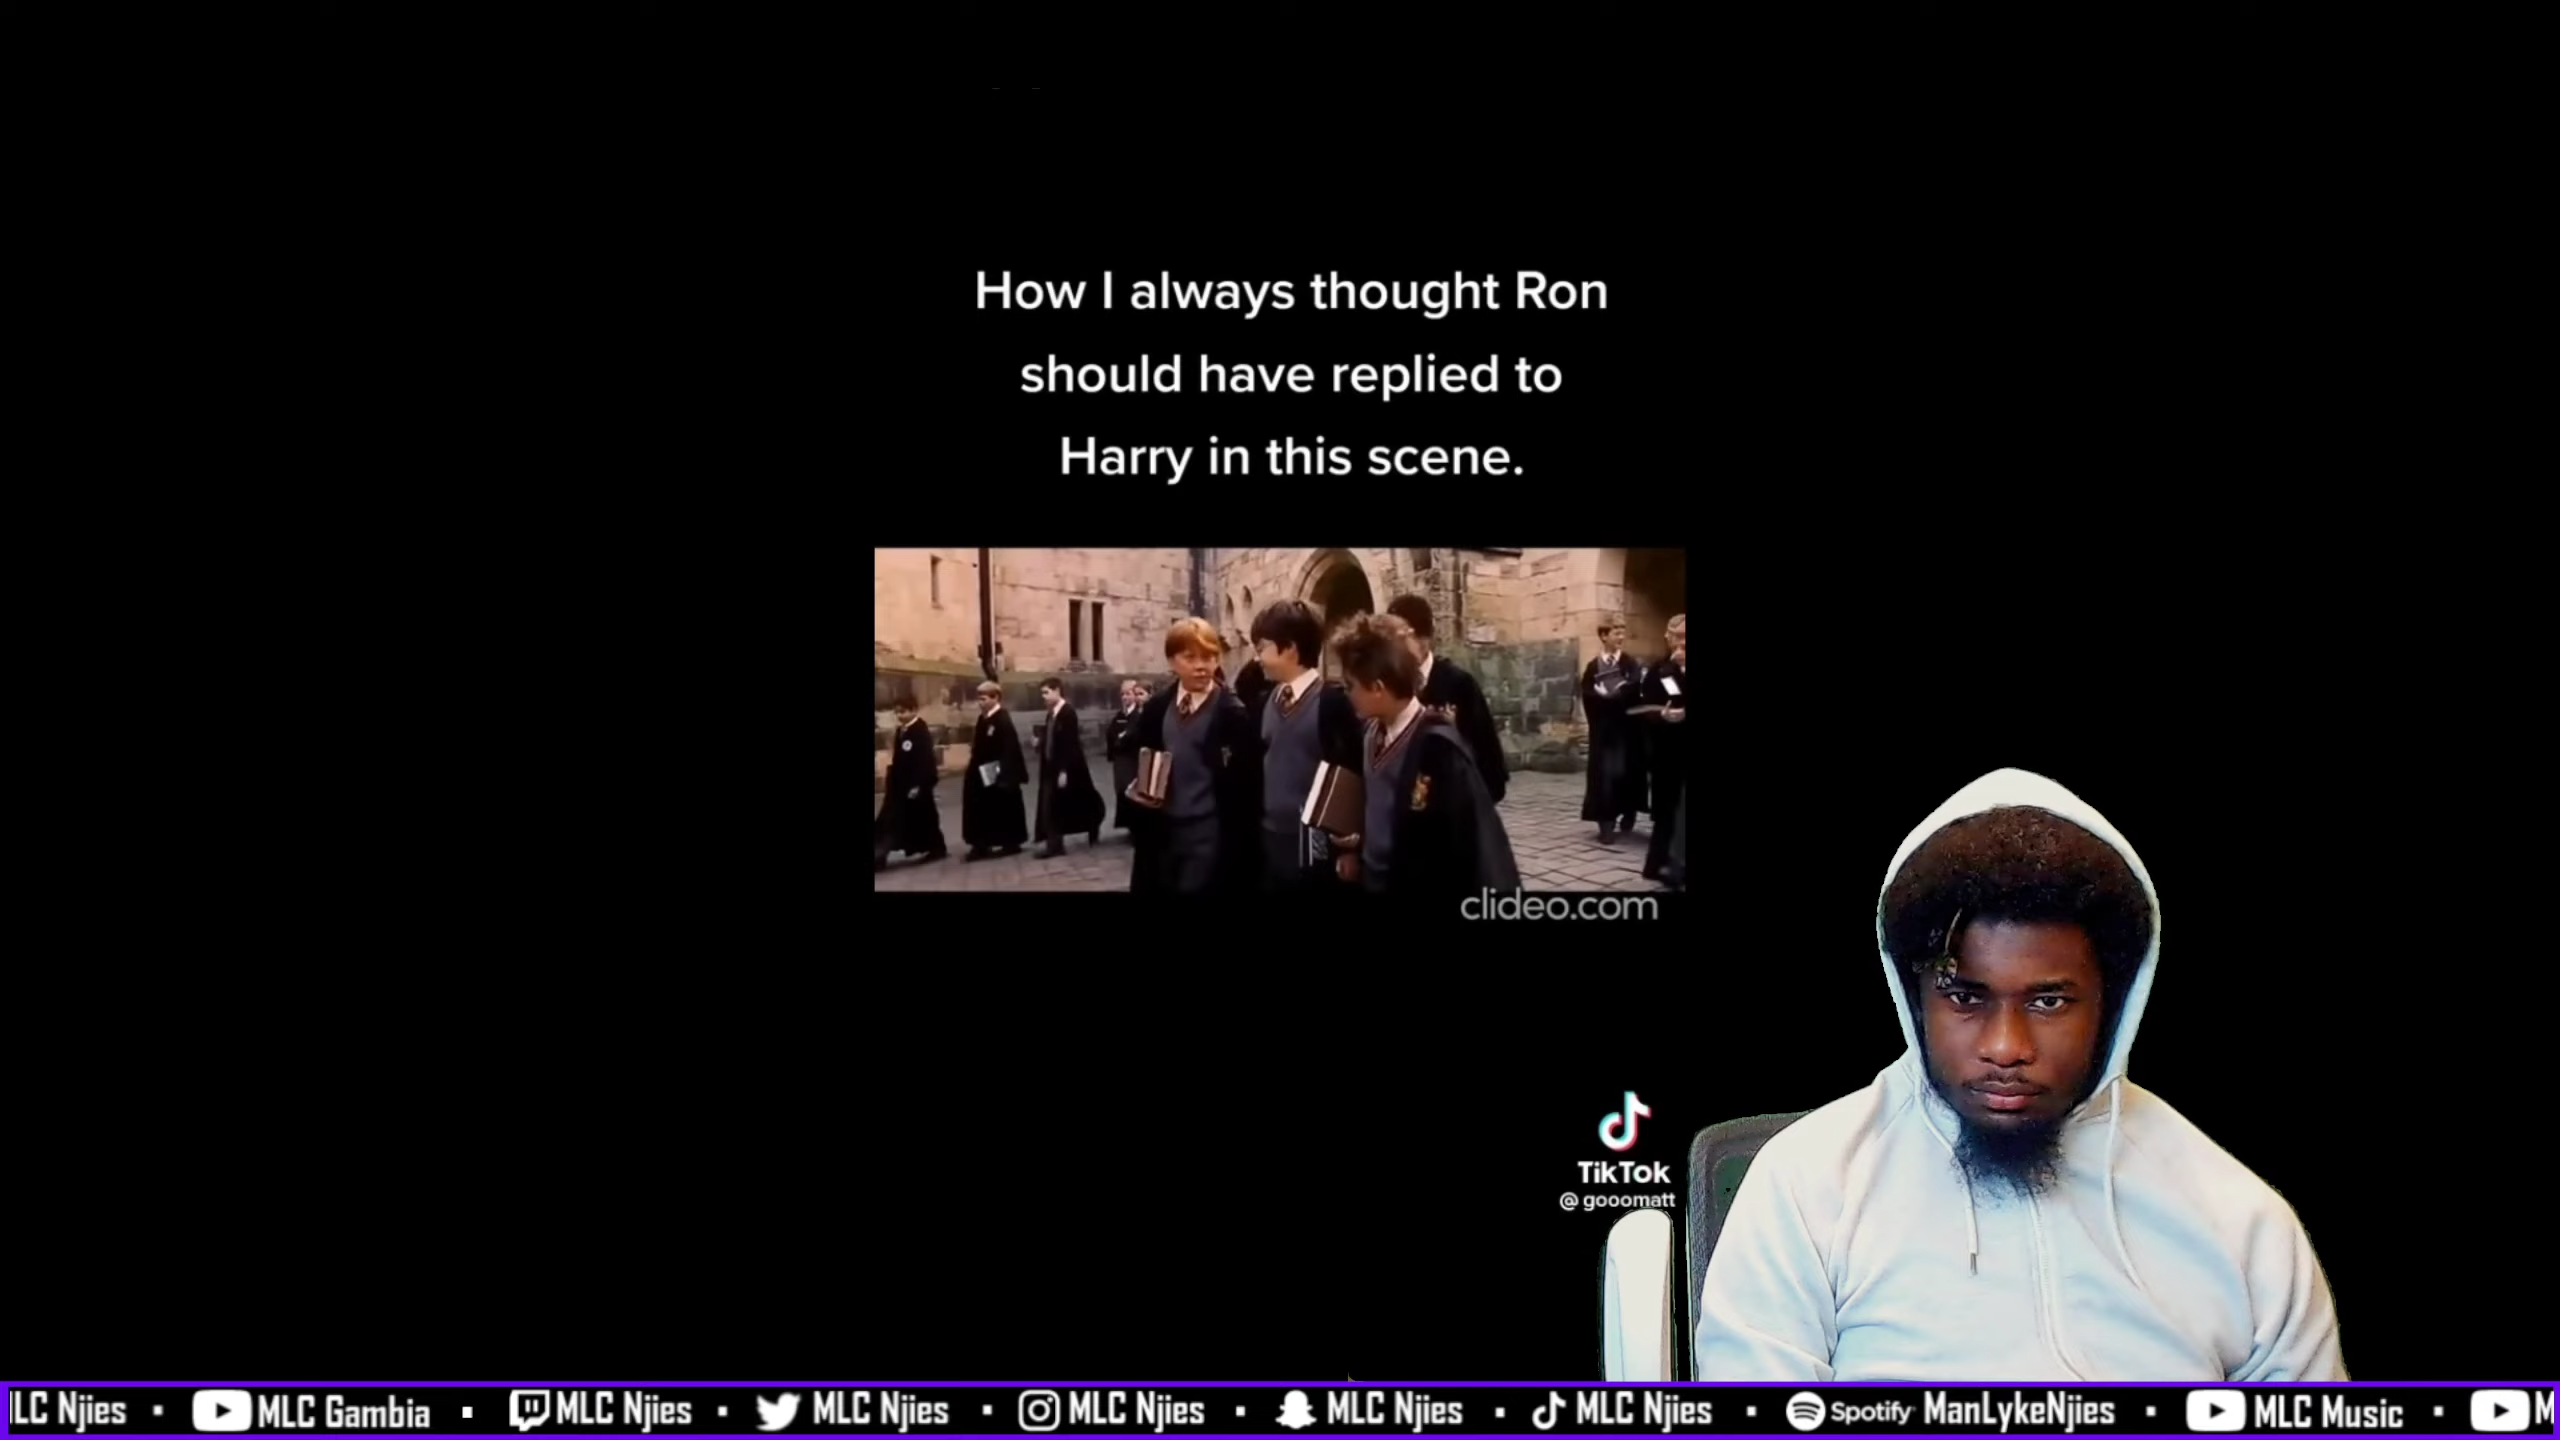 How I always thought Ron
should have replied to
Harry in this scene.
clideo.com
TikTok
@gooomatt
LC Njies · MLC Gambia · MLC Njies · MLC Njies · MLC Njies · MLC Njies · MLC Njies · Spotify ManLykeNjies · MLC Music · M